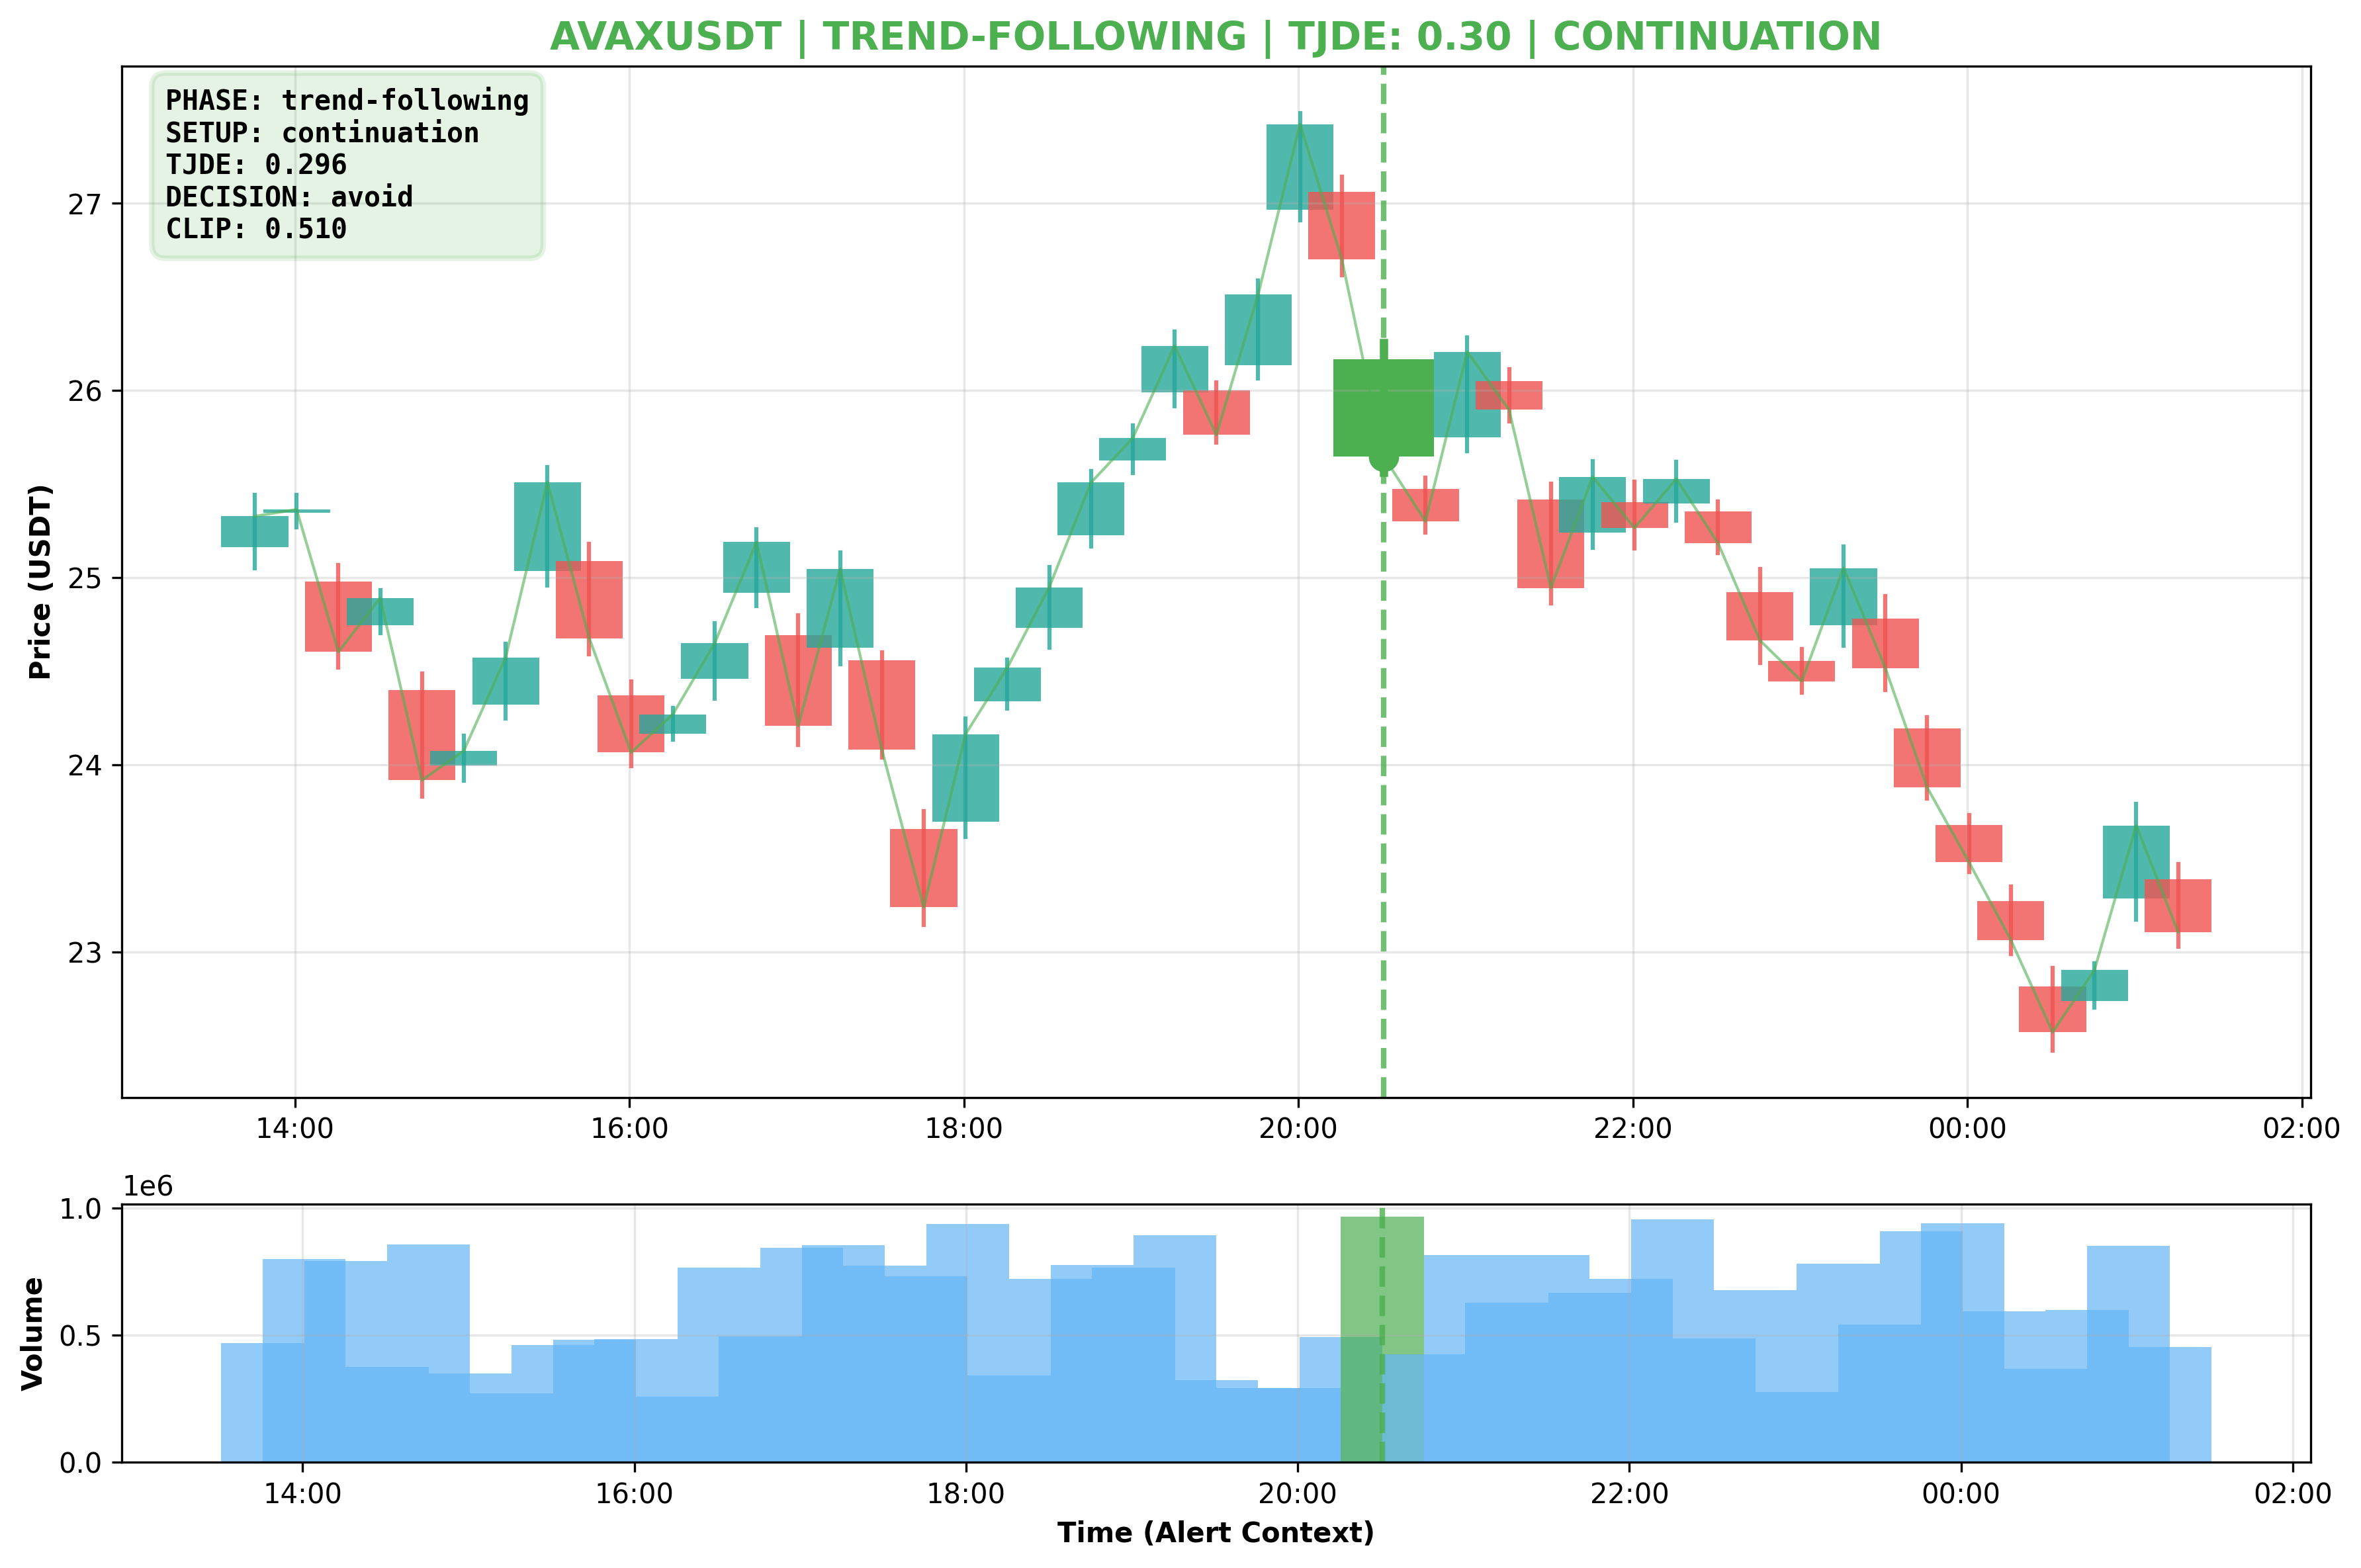 AVAXUSDT | TREND-FOLLOWING | TJDE: 0.30 | CONTINUATION
PHASE: trend-following
SETUP: continuation
TJDE: 0.296
DECISION: avoid
CLIP: 0.510
Price (USDT)
27
26
25
24
23
14:00 16:00 18:00 20:00 22:00 00:00 02:00
1e6
Volume
1.0
0.5
0.0
14:00 16:00 18:00 20:00 22:00 00:00 02:00
Time (Alert Context)